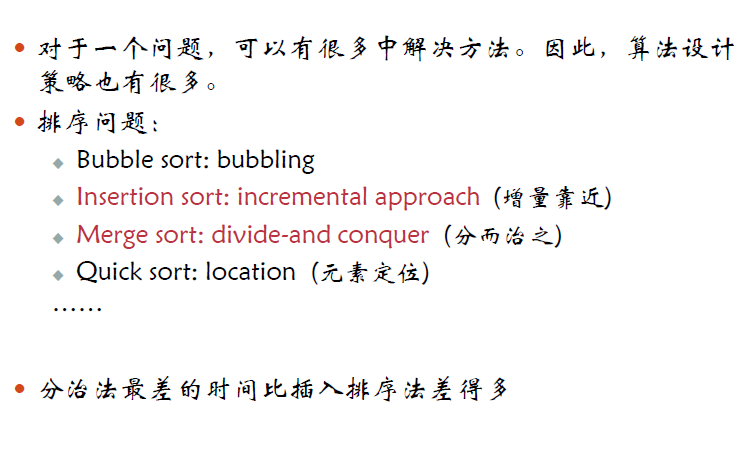 • 对于一个问题，可以有很多中解决方法。因此，算法设计
策略也有很多。
• 排序问题：
◆ Bubble sort: bubbling
◆ Insertion sort: incremental approach（增量靠近）
◆ Merge sort: divide-and conquer（分而治之）
◆ Quick sort: location（元素定位）
……
• 分治法最差的时间比插入排序法差得多